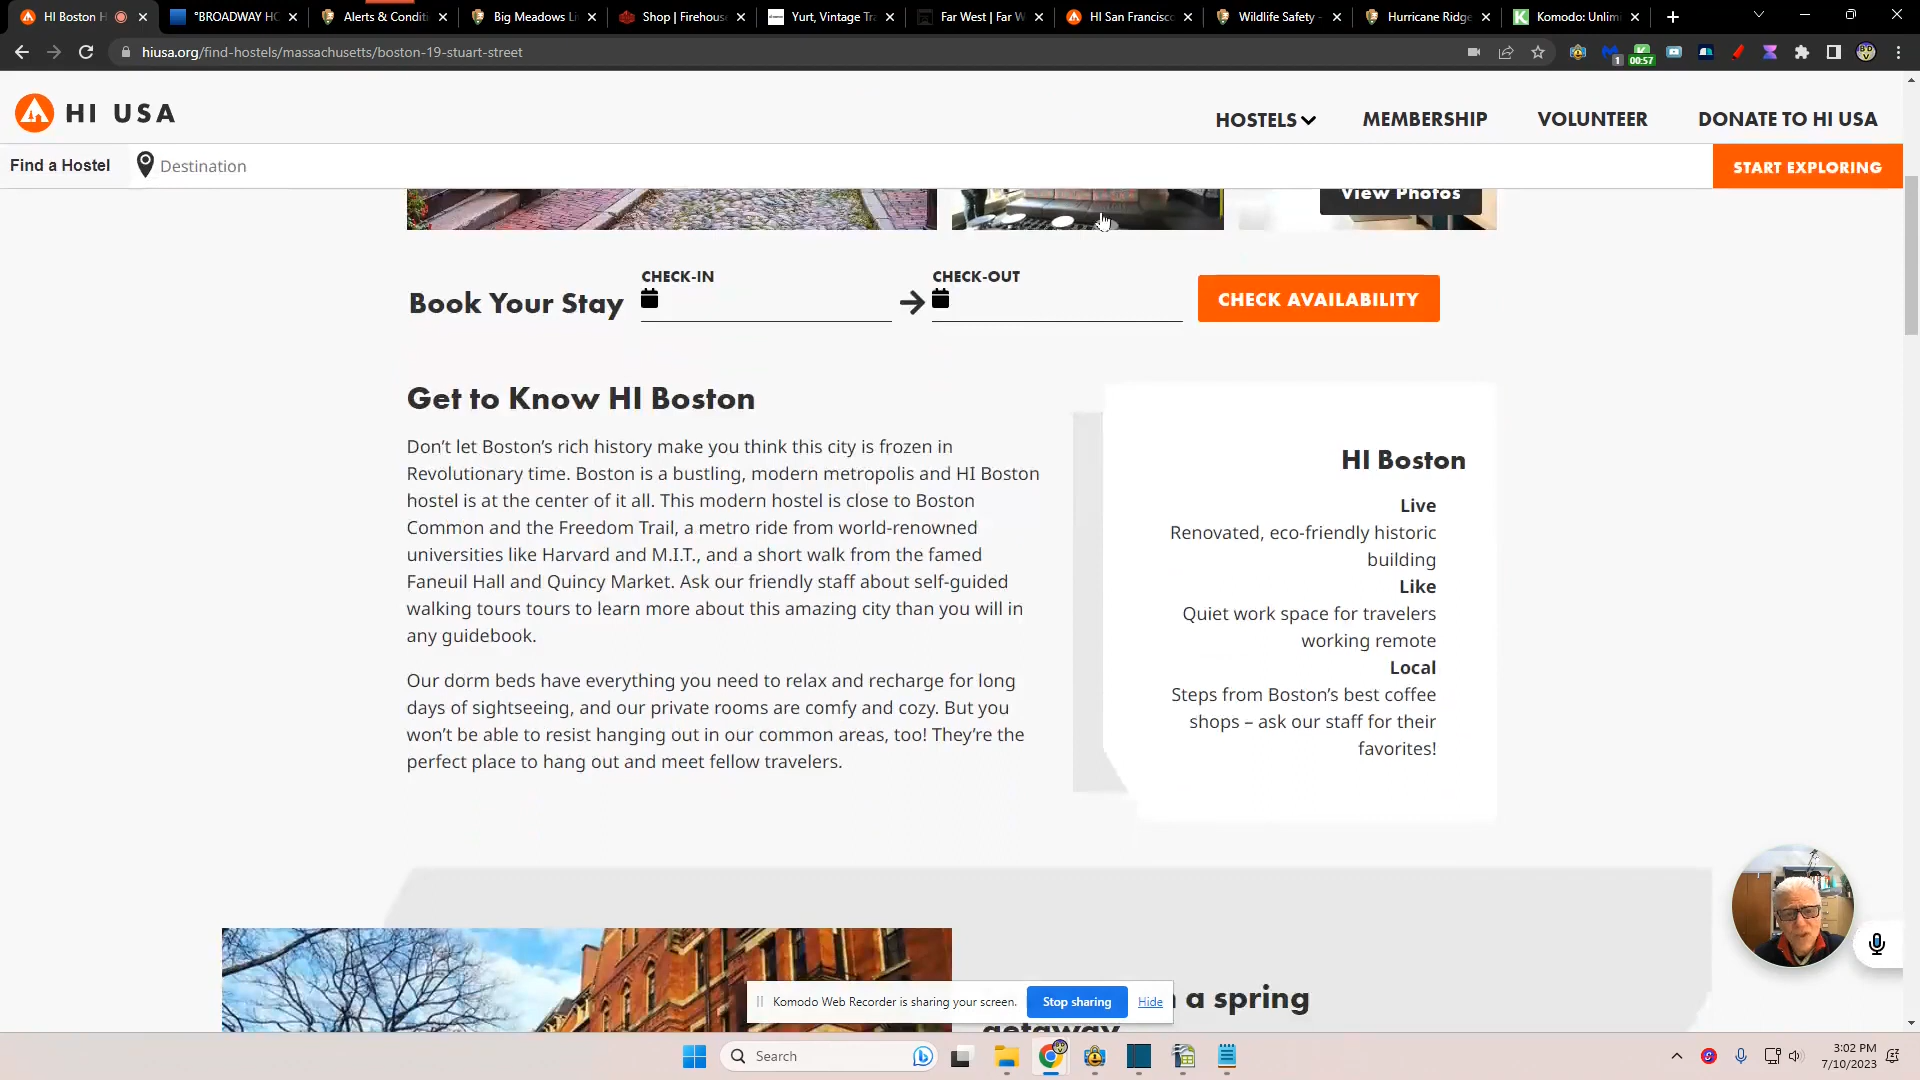 HI Boston H
°BROADWAY HO
Alerts & Conditi
Big Meadows Li
Shop | Firehous
Yurt, Vintage Tra
Far West | Far W
HI San Francisc
Wildlife Safety -
Hurricane Ridge
Komodo: Unlim
hiusa.org/find-hostels/massachusetts/boston-19-stuart-street
1
00:57
HI USA
HOSTELS
MEMBERSHIP
VOLUNTEER
DONATE TO HI USA
Find a Hostel
Destination
START EXPLORING
View Photos
Book Your Stay
CHECK-IN
CHECK-OUT
CHECK AVAILABILITY
Get to Know HI Boston
Don’t let Boston’s rich history make you think this city is frozen in
Revolutionary time. Boston is a bustling, modern metropolis and HI Boston
hostel is at the center of it all. This modern hostel is close to Boston
Common and the Freedom Trail, a metro ride from world-renowned
universities like Harvard and M.I.T., and a short walk from the famed
Faneuil Hall and Quincy Market. Ask our friendly staff about self-guided
walking tours tours to learn more about this amazing city than you will in
any guidebook.
Our dorm beds have everything you need to relax and recharge for long
days of sightseeing, and our private rooms are comfy and cozy. But you
won’t be able to resist hanging out in our common areas, too! They’re the
perfect place to hang out and meet fellow travelers.
HI Boston
Live
Renovated, eco-friendly historic
building
Like
Quiet work space for travelers
working remote
Local
Steps from Boston’s best coffee
shops – ask our staff for their
favorites!
a spring
getaway
Komodo Web Recorder is sharing your screen.
Stop sharing
Hide
Search
3:02 PM
7/10/2023